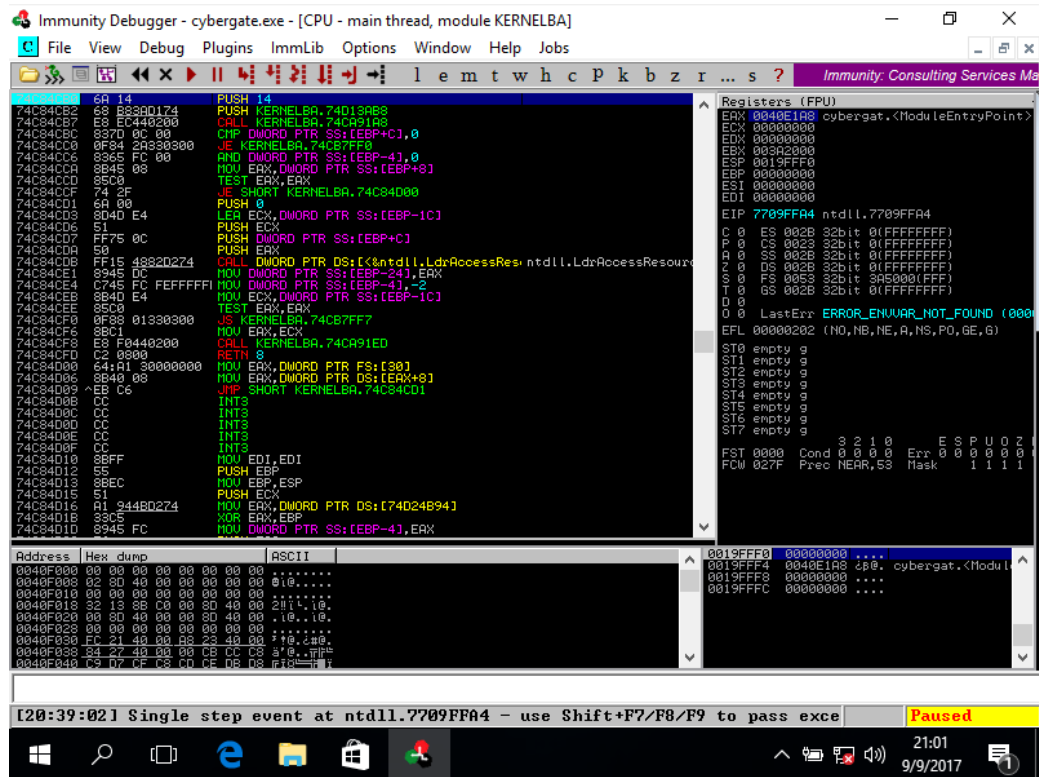 Immunity Debugger - cybergate.exe - [CPU - main thread, module KERNELBA]
C File View Debug Plugins ImmLib Options Window Help Jobs
l e m t w h c P k b z r ... s ? Immunity: Consulting Services Ma
6A 14 PUSH 14
74C84CB2 68 B83AD174 PUSH KERNELBA.74D13AB8
74C84CB7 E8 EC440200 CALL KERNELBA.74CA91A8
74C84CBC 837D 0C 00 CMP DWORD PTR SS:[EBP+C],0
74C84CC0 0F84 2A330300 JE KERNELBA.74CB7FF0
74C84CC6 8365 FC 00 AND DWORD PTR SS:[EBP-4],0
74C84CCA 8B45 08 MOV EAX,DWORD PTR SS:[EBP+8]
74C84CCD 85C0 TEST EAX,EAX
74C84CCF 74 2F JE SHORT KERNELBA.74C84D00
74C84CD1 6A 00 PUSH 0
74C84CD3 8D4D E4 LEA ECX,DWORD PTR SS:[EBP-1C]
74C84CD6 51 PUSH ECX
74C84CD7 FF75 0C PUSH DWORD PTR SS:[EBP+C]
74C84CDA 50 PUSH EAX
74C84CDB FF15 4882D274 CALL DWORD PTR DS:[<&ntdll.LdrAccessRes ntdll.LdrAccessResourc
74C84CE1 8945 DC MOV DWORD PTR SS:[EBP-24],EAX
74C84CE4 C745 FC FEFFFFFI MOV DWORD PTR SS:[EBP-4],-2
74C84CEB 8B4D E4 MOV ECX,DWORD PTR SS:[EBP-1C]
74C84CEE 85C0 TEST EAX,EAX
74C84CF0 0F88 01330300 JS KERNELBA.74CB7FF7
74C84CF6 8BC1 MOV EAX,ECX
74C84CF8 E8 F0440200 CALL KERNELBA.74CA91ED
74C84CFD C2 0800 RETN 8
74C84D00 64:A1 30000000 MOV EAX,DWORD PTR FS:[30]
74C84D06 8B40 08 MOV EAX,DWORD PTR DS:[EAX+8]
74C84D09 ^EB C6 JMP SHORT KERNELBA.74C84CD1
74C84D0B CC INT3
74C84D0C CC INT3
74C84D0D CC INT3
74C84D0E CC INT3
74C84D0F CC INT3
74C84D10 8BFF MOV EDI,EDI
74C84D12 55 PUSH EBP
74C84D13 8BEC MOV EBP,ESP
74C84D15 51 PUSH ECX
74C84D16 A1 944BD274 MOV EAX,DWORD PTR DS:[74D24B94]
74C84D1B 33C5 XOR EAX,EBP
74C84D1D 8945 FC MOV DWORD PTR SS:[EBP-4],EAX
Registers (FPU)
EAX 0040E1A8 cybergat.<ModuleEntryPoint>
ECX 00000000
EDX 00000000
EBX 003A2000
ESP 0019FFF0
EBP 00000000
ESI 00000000
EDI 00000000
EIP 7709FFA4 ntdll.7709FFA4
C 0 ES 002B 32bit 0(FFFFFFFF)
P 0 CS 0023 32bit 0(FFFFFFFF)
A 0 SS 002B 32bit 0(FFFFFFFF)
Z 0 DS 002B 32bit 0(FFFFFFFF)
S 0 FS 0053 32bit 3A5000(FFF)
T 0 GS 002B 32bit 0(FFFFFFFF)
D 0
O 0 LastErr ERROR_ENVVAR_NOT_FOUND (000
EFL 00000202 (NO,NB,NE,A,NS,PO,GE,G)
ST0 empty g
ST1 empty g
ST2 empty g
ST3 empty g
ST4 empty g
ST5 empty g
ST6 empty g
ST7 empty g
3 2 1 0 E S P U O Z
FST 0000 Cond 0 0 0 0 Err 0 0 0 0 0 0
FCW 027F Prec NEAR,53 Mask 1 1 1 1
Address Hex dump ASCII
0040F000 00 00 00 00 00 00 00 00 ........
0040F008 02 8D 40 00 00 00 00 00
0040F010 00 00 00 00 00 00 00 00 ........
0040F018 32 13 8B C0 00 8D 40 00
0040F020 00 8D 40 00 00 8D 40 00 .ì@..ì@.
0040F028 00 00 00 00 00 00 00 00 ........
0040F030 FC 21 40 00 A8 23 40 00
0040F038 84 27 40 00 00 CB CC C8
0040F040 C9 D7 CF C8 CD CE DB D8
0019FFF0 00000000 ....
0019FFF4 0040E1A8 ¿ß@. cybergat.<Modul
0019FFF8 00000000 ....
0019FFFC 00000000 ....
[20:39:02] Single step event at ntdll.7709FFA4 - use Shift+F7/F8/F9 to pass exce Paused
21:01
9/9/2017
1